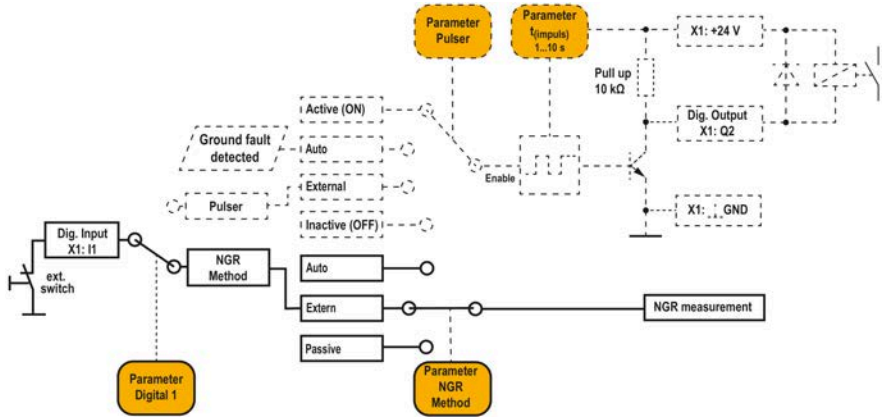 Parameter
Pulser
Parameter
t(impuls)
1...10 s
X1: +24 V
Pull up
10 kΩ
Active (ON)
Dig. Output
X1: Q2
Ground fault
detected
Auto
Enable
External
Pulser
X1: GND
Inactive (OFF)
Dig. Input
X1: I1
NGR
Method
Auto
ext.
switch
Extern
NGR measurement
Passive
Parameter
Digital 1
Parameter
NGR
Method